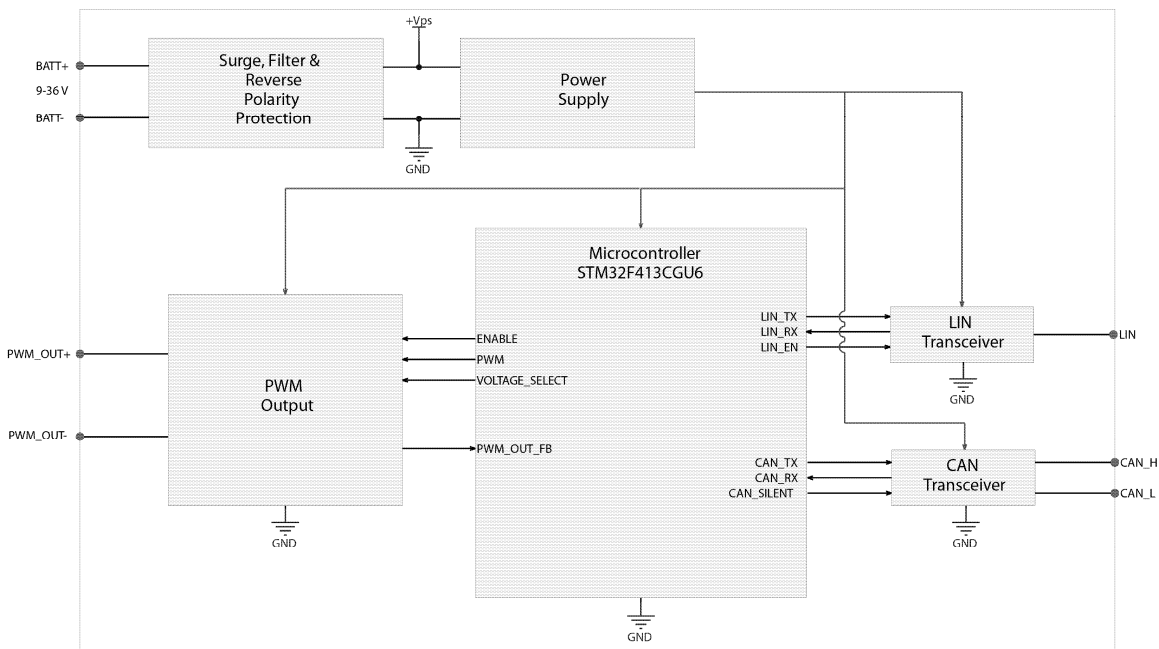 +Vps
BATT+
9-36 V
BATT-
Surge, Filter &
Reverse
Polarity
Protection
GND
Power
Supply
Microcontroller
STM32F413CGU6
LIN_TX
LIN_RX
LIN_EN
LIN
Transceiver
LIN
GND
ENABLE
PWM
VOLTAGE_SELECT
PWM_OUT_FB
PWM_OUT+
PWM_OUT-
PWM
Output
GND
CAN_TX
CAN_RX
CAN_SILENT
CAN
Transceiver
CAN_H
CAN_L
GND
GND